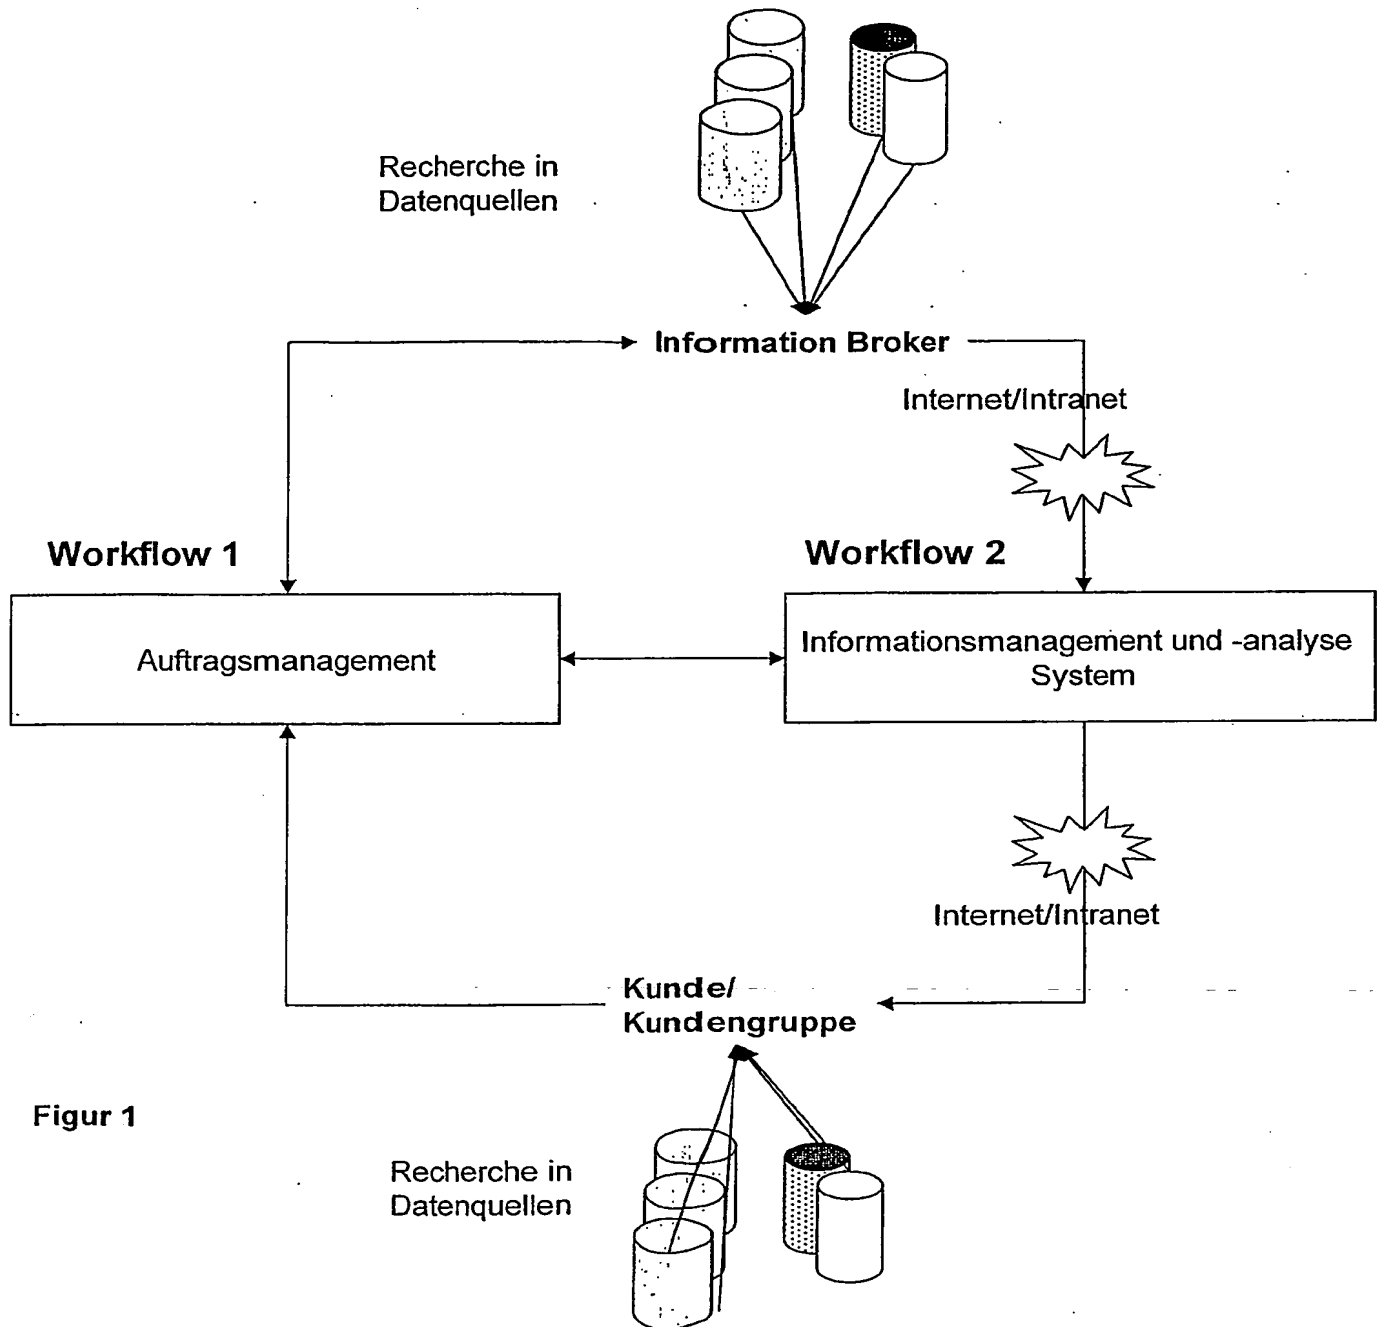 Recherche in
Datenquellen
Information Broker
Internet/Intranet
Workflow 1
Workflow 2
Auftragsmanagement
Informationsmanagement und -analyse
System
Internet/Intranet
Kunde/
Kundengruppe
Figur 1
Recherche in
Datenquellen